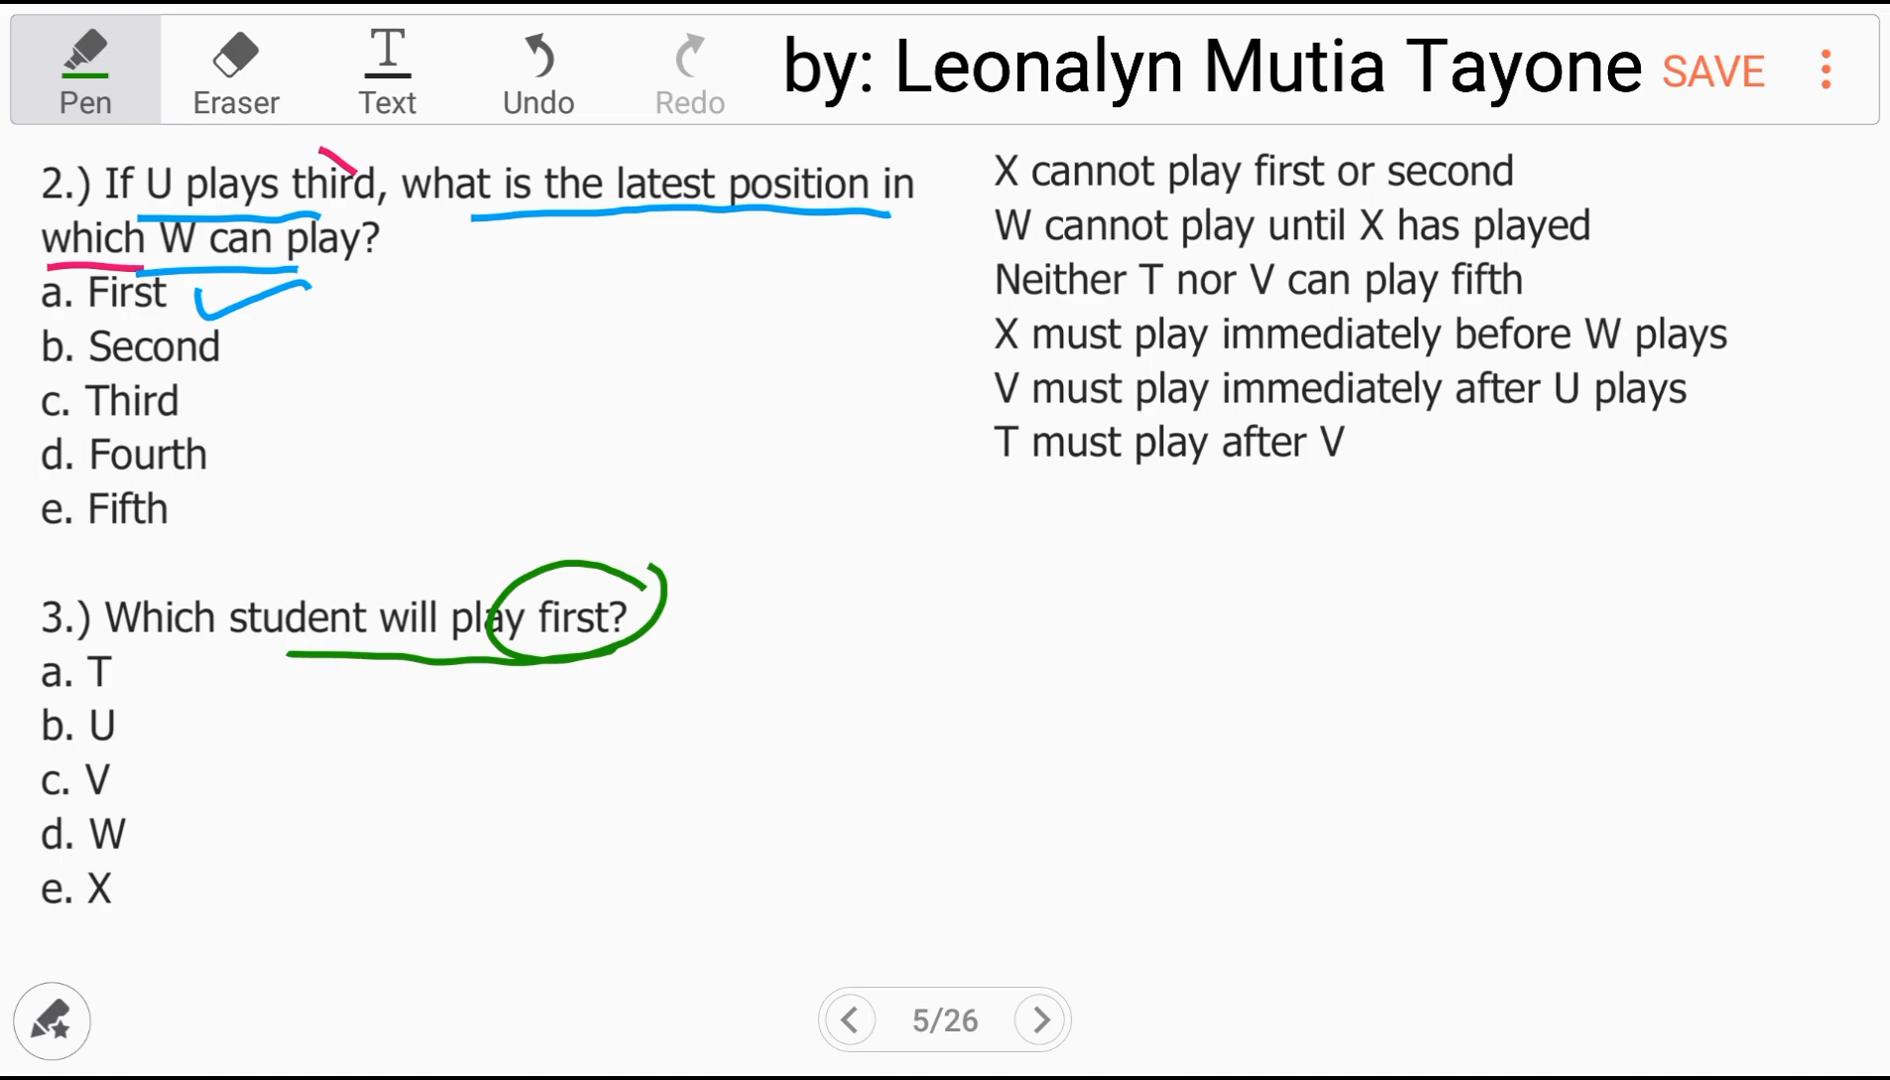 Pen
Eraser
T
Text
Undo
Redo
by: Leonalyn Mutia Tayone
SAVE
2.) If U plays third, what is the latest position in
which W can play?
a. First
b. Second
c. Third
d. Fourth
e. Fifth
3.) Which student will play first?
a. T
b. U
c. V
d. W
e. X
X cannot play first or second
W cannot play until X has played
Neither T nor V can play fifth
X must play immediately before W plays
V must play immediately after U plays
T must play after V
5/26